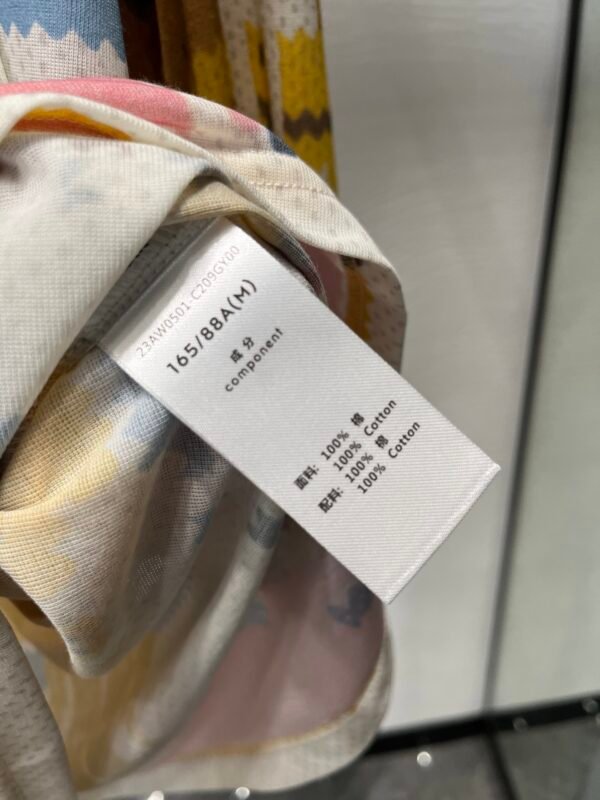 23AW0501-C209GY00
165/88A(M)
成分
component
面料: 100% 棉
100% Cotton
配料: 100% 棉
100% Cotton